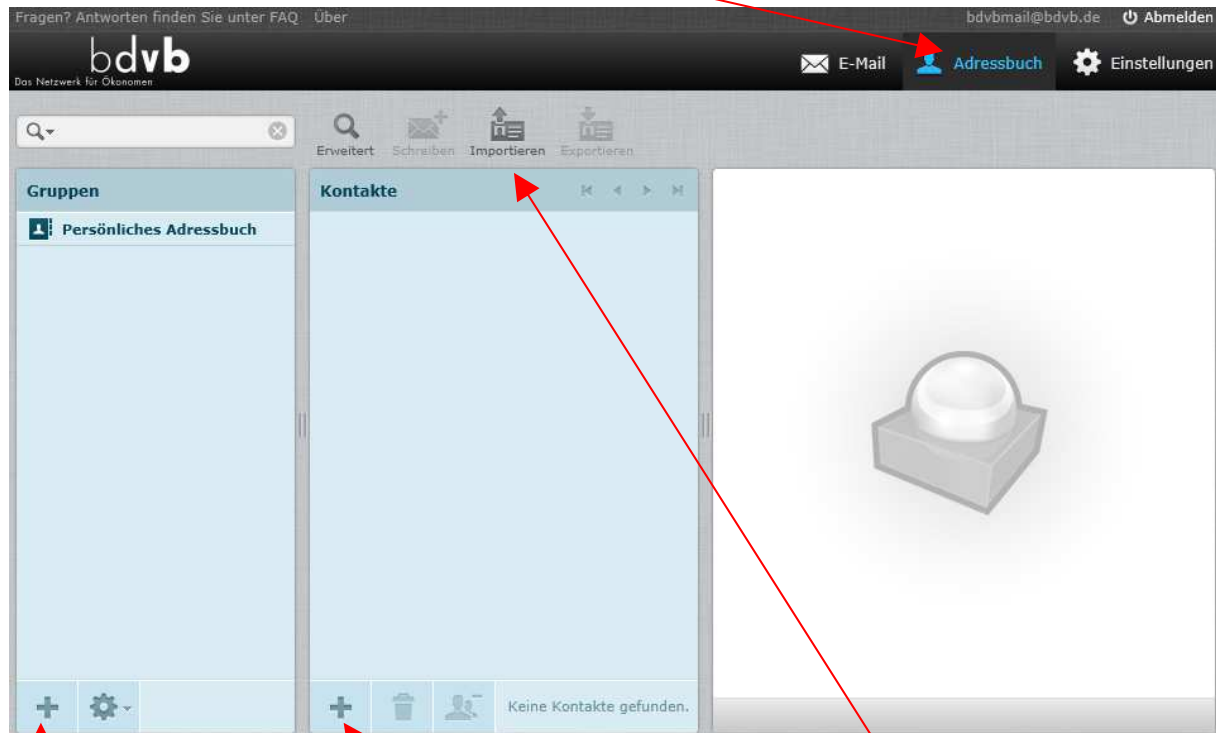 Fragen? Antworten finden Sie unter FAQ Über bdvbmail@bdvb.de Abmelden
bdvb
Das Netzwerk für Ökonomen
E-Mail Adressbuch Einstellungen
Erweitert Schreiben Importieren Exportieren
Gruppen
Persönliches Adressbuch
Kontakte
Keine Kontakte gefunden.